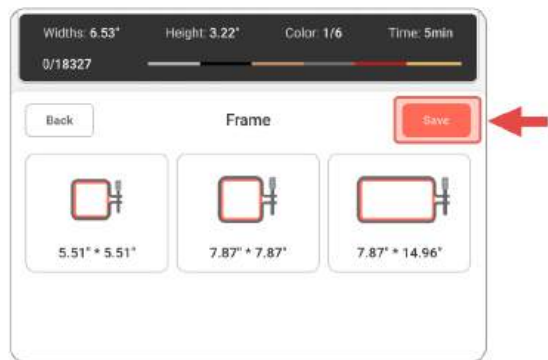 Widths: 6.53" Height: 3.22" Color: 1/6 Time: 5min
0/18327
Back Frame Save
5.51" * 5.51" 7.87" * 7.87" 7.87" * 14.96"